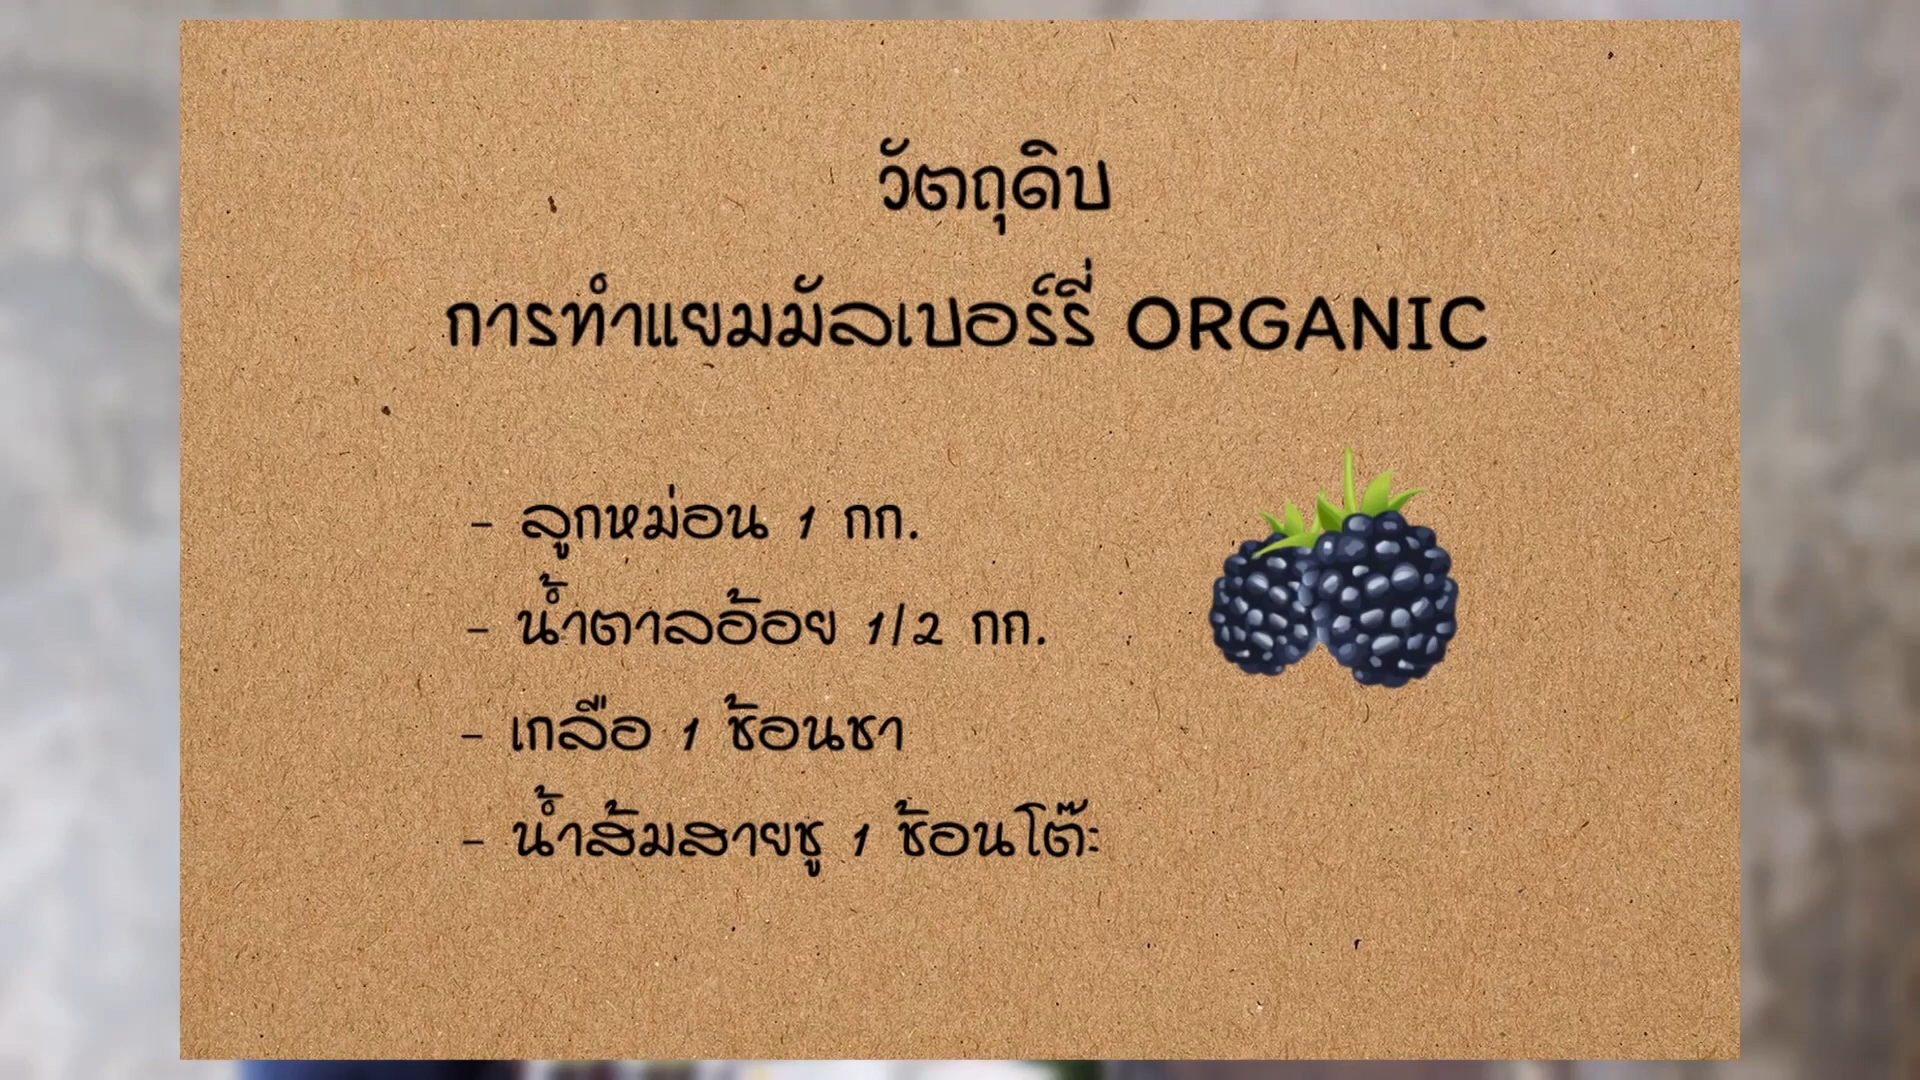 วัตถุดิบ
การทำแยมมัลเบอร์รี่ ORGANIC
- ลูกหม่อน 1 กก.
- น้ำตาลอ้อย 1/2 กก.
- เกลือ 1 ช้อนชา
- น้ำส้มสายชู 1 ช้อนโต๊ะ